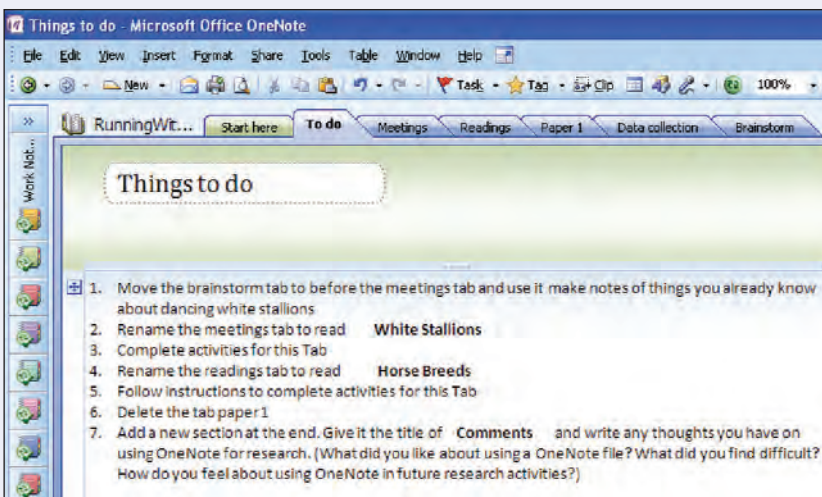 Things to do - Microsoft Office OneNote
File Edit View Insert Format Share Tools Table Window Help
New Task Tag Clip 100%
RunningWit... Start here To do Meetings Readings Paper 1 Data collection Brainstorm
Work Not...
Things to do
1. Move the brainstorm tab to before the meetings tab and use it make notes of things you already know
about dancing white stallions
2. Rename the meetings tab to read White Stallions
3. Complete activities for this Tab
4. Rename the readings tab to read Horse Breeds
5. Follow instructions to complete activities for this Tab
6. Delete the tab paper 1
7. Add a new section at the end. Give it the title of Comments and write any thoughts you have on
using OneNote for research. (What did you like about using a OneNote file? What did you find difficult?
How do you feel about using OneNote in future research activities?)